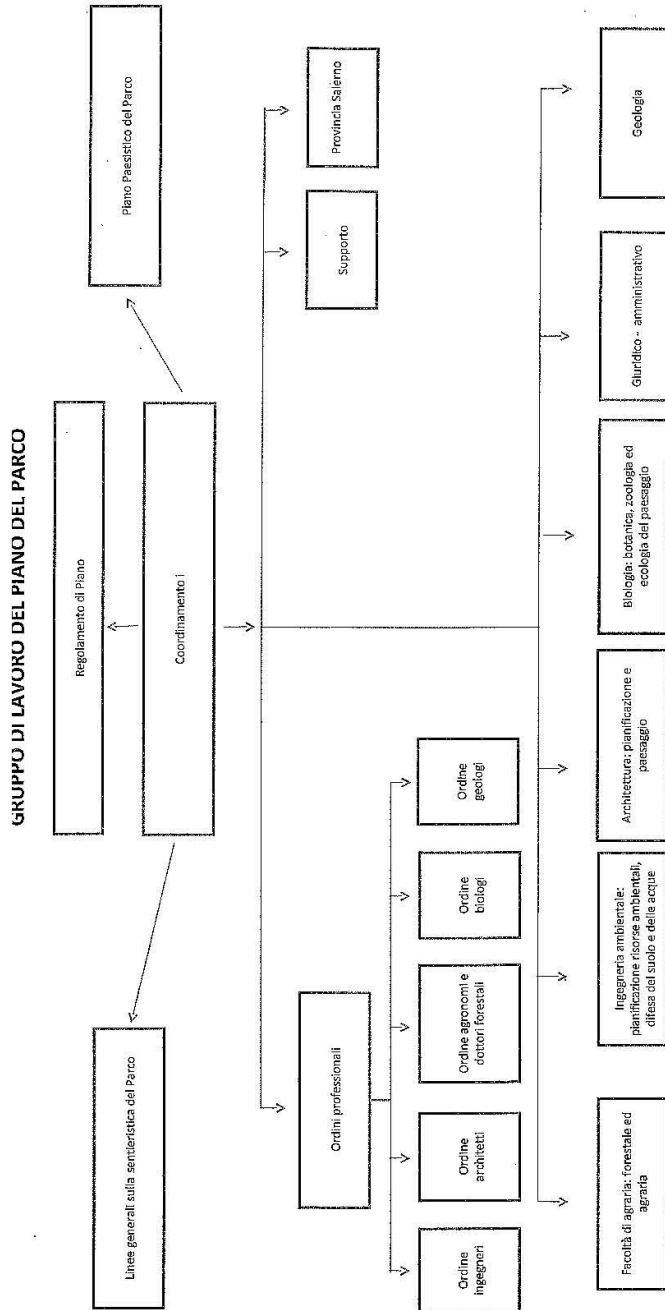 GRUPPO DI LAVORO DEL PIANO DEL PARCO
Regolamento di Piano
Linee generali sulla sentieristica del Parco
Coordinamento i
Piano Paesistico del Parco
Ordini professionali
Supporto
Provincia Salerno
Ordine
ingegneri
Ordine
architetti
Ordine agronomi e
dottori forestali
Ordine
biologi
Ordine
geologi
Facoltà di agraria: forestale ed
agraria
Ingegneria ambientale:
pianificazione risorse ambientali,
difesa del suolo e delle acque
Architettura: pianificazione e
paesaggio
Biologia: botanica, zoologia ed
ecologia del paesaggio
Giuridico - amministrativo
Geologia